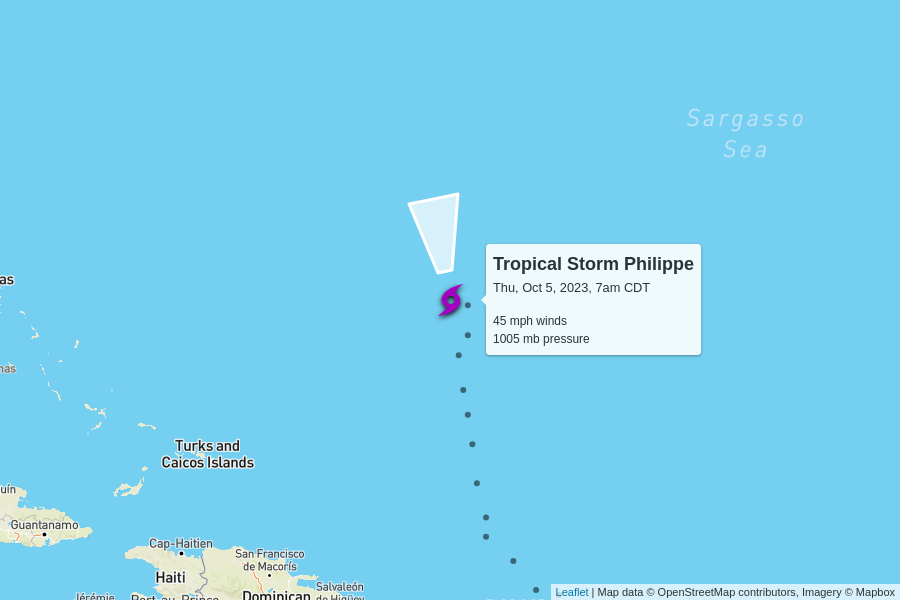 Sargasso
Sea
Tropical Storm Philippe
Thu, Oct 5, 2023, 7am CDT
45 mph winds
1005 mb pressure
as
nas
Turks and
Caicos Islands
uín
Guantanamo
Cap-Haitien
San Francisco
de Macorís
Haiti
Salvaleón
de Higüey
Jérémie
Port-au-Prince
Dominican
Leaflet | Map data © OpenStreetMap contributors, Imagery © Mapbox